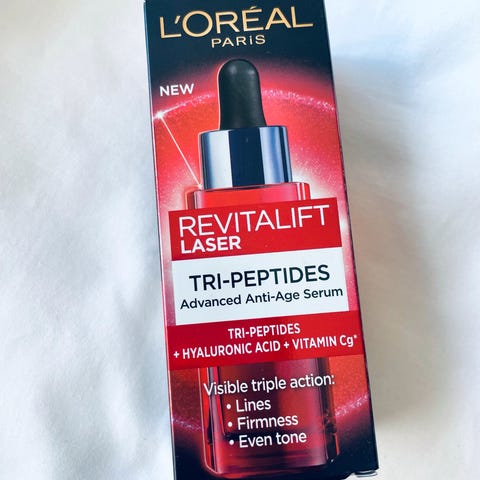 L'ORÉAL
PARiS
NEW
REVITALIFT
LASER
TRI-PEPTIDES
Advanced Anti-Age Serum
TRI-PEPTIDES
+ HYALURONIC ACID + VITAMIN Cg*
Visible triple action:
• Lines
• Firmness
• Even tone